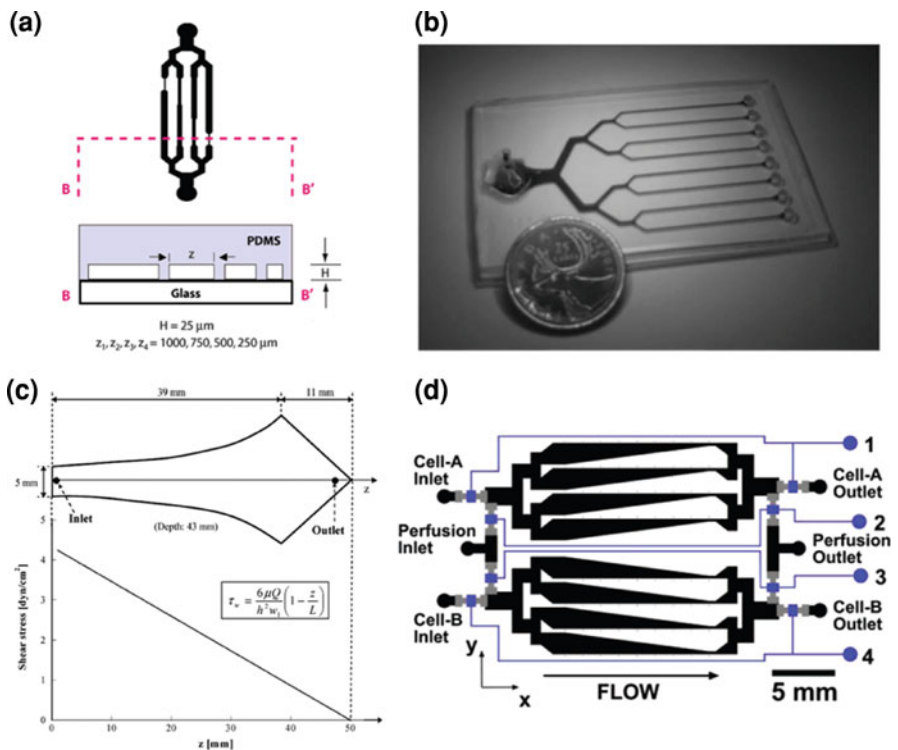 (a)
B
B'
PDMS
z
H
B
Glass
B'
H = 25 µm
z1, z2, z3, z4 = 1000, 750, 500, 250 µm
(b)
(c)
39 mm
11 mm
5 mm
z
Inlet
Outlet
(Depth: 43 mm)
τw = 6μQ/h²w1 (1 − z/L)
Shear stress [dyn/cm²]
5
4
3
2
1
0
0 10 20 30 40 50
z [mm]
(d)
1
Cell-A
Inlet
Cell-A
Outlet
2
Perfusion
Inlet
Perfusion
Outlet
3
Cell-B
Inlet
Cell-B
Outlet
4
y
x
FLOW
5 mm